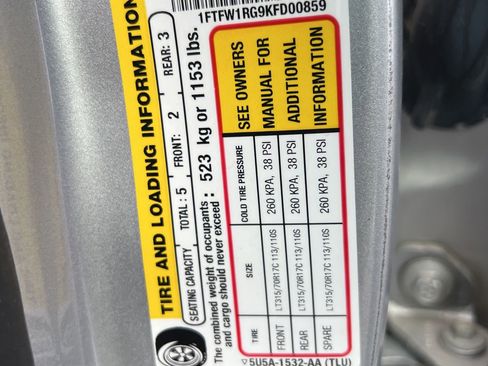 1FTFW1RG9KFD00859
TIRE AND LOADING INFORMATION
SEATING CAPACITY TOTAL: 5 FRONT: 2 REAR: 3
The combined weight of occupants
and cargo should never exceed : 523 kg or 1153 lbs.
TIRE SIZE COLD TIRE PRESSURE
FRONT LT315/70R17C 113/110S 260 KPA, 38 PSI
REAR LT315/70R17C 113/110S 260 KPA, 38 PSI
SPARE LT315/70R17C 113/110S 260 KPA, 38 PSI
SEE OWNERS
MANUAL FOR
ADDITIONAL
INFORMATION
▽5U5A-1532-AA (TLU)